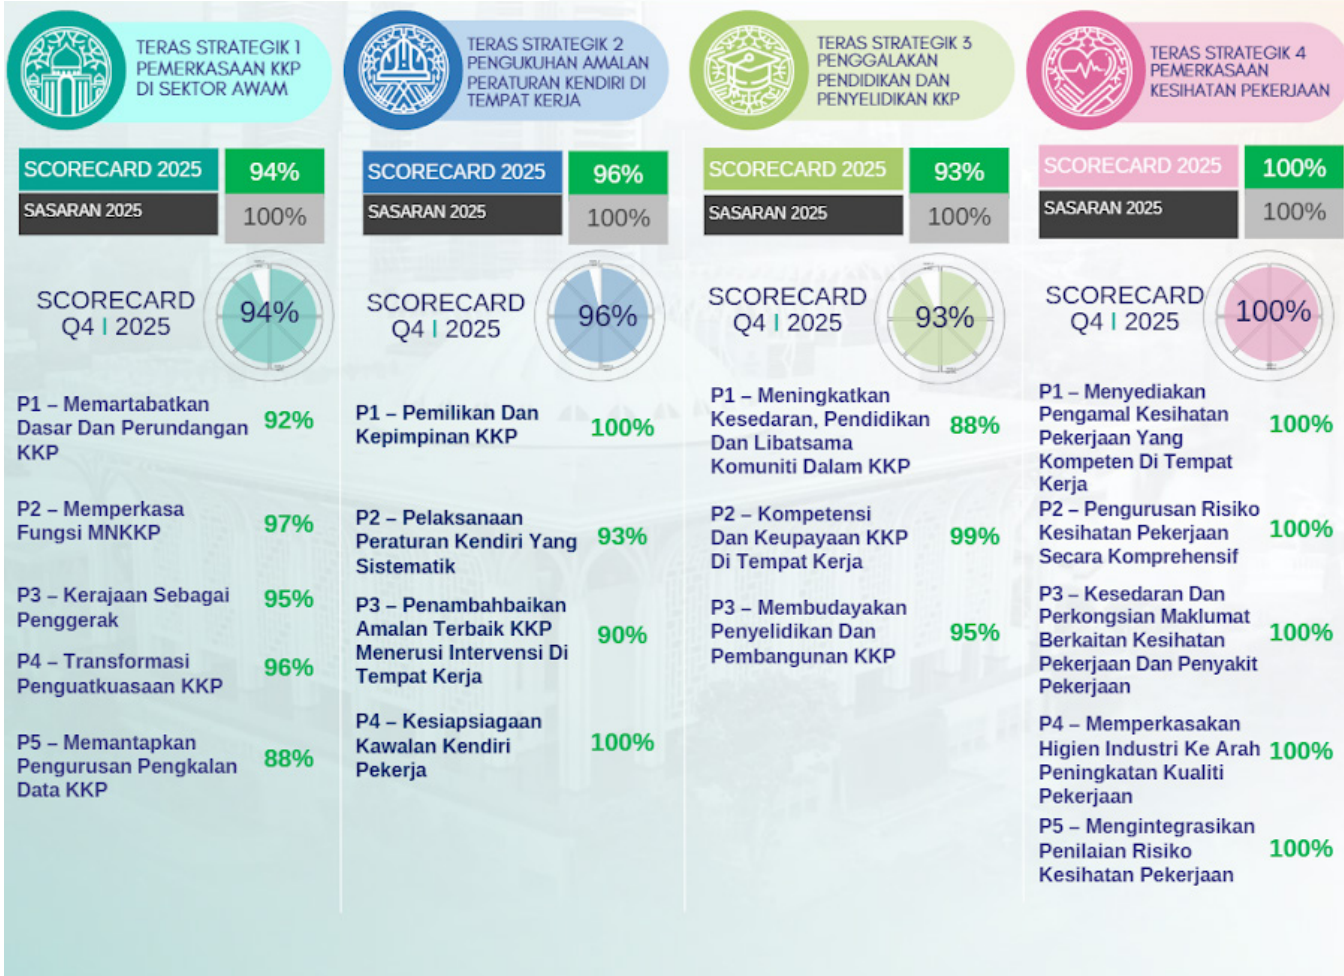 TERAS STRATEGIK 1
PEMERKASAAN KKP
DI SEKTOR AWAM
SCORECARD 2025 94%
SASARAN 2025 100%
SCORECARD
Q4 I 2025
94%
P1 – Memartabatkan
Dasar Dan Perundangan
KKP
92%
P2 – Memperkasa
Fungsi MNKKP
97%
P3 – Kerajaan Sebagai
Penggerak
95%
P4 – Transformasi
Penguatkuasaan KKP
96%
P5 – Memantapkan
Pengurusan Pengkalan
Data KKP
88%
TERAS STRATEGIK 2
PENGUKUHAN AMALAN
PERATURAN KENDIRI DI
TEMPAT KERJA
SCORECARD 2025 96%
SASARAN 2025 100%
SCORECARD
Q4 I 2025
96%
P1 – Pemilikan Dan
Kepimpinan KKP
100%
P2 – Pelaksanaan
Peraturan Kendiri Yang
Sistematik
93%
P3 – Penambahbaikan
Amalan Terbaik KKP
Menerusi Intervensi Di
Tempat Kerja
90%
P4 – Kesiapsiagaan
Kawalan Kendiri
Pekerja
100%
TERAS STRATEGIK 3
PENGGALAKAN
PENDIDIKAN DAN
PENYELIDIKAN KKP
SCORECARD 2025 93%
SASARAN 2025 100%
SCORECARD
Q4 I 2025
93%
P1 – Meningkatkan
Kesedaran, Pendidikan
Dan Libatsama
Komuniti Dalam KKP
88%
P2 – Kompetensi
Dan Keupayaan KKP
Di Tempat Kerja
99%
P3 – Membudayakan
Penyelidikan Dan
Pembangunan KKP
95%
TERAS STRATEGIK 4
PEMERKASAAN
KESIHATAN PEKERJAAN
SCORECARD 2025 100%
SASARAN 2025 100%
SCORECARD
Q4 I 2025
100%
P1 – Menyediakan
Pengamal Kesihatan
Pekerjaan Yang
Kompeten Di Tempat
Kerja
100%
P2 – Pengurusan Risiko
Kesihatan Pekerjaan
Secara Komprehensif
100%
P3 – Kesedaran Dan
Perkongsian Maklumat
Berkaitan Kesihatan
Pekerjaan Dan Penyakit
Pekerjaan
100%
P4 – Memperkasakan
Higien Industri Ke Arah
Peningkatan Kualiti
Pekerjaan
100%
P5 – Mengintegrasikan
Penilaian Risiko
Kesihatan Pekerjaan
100%